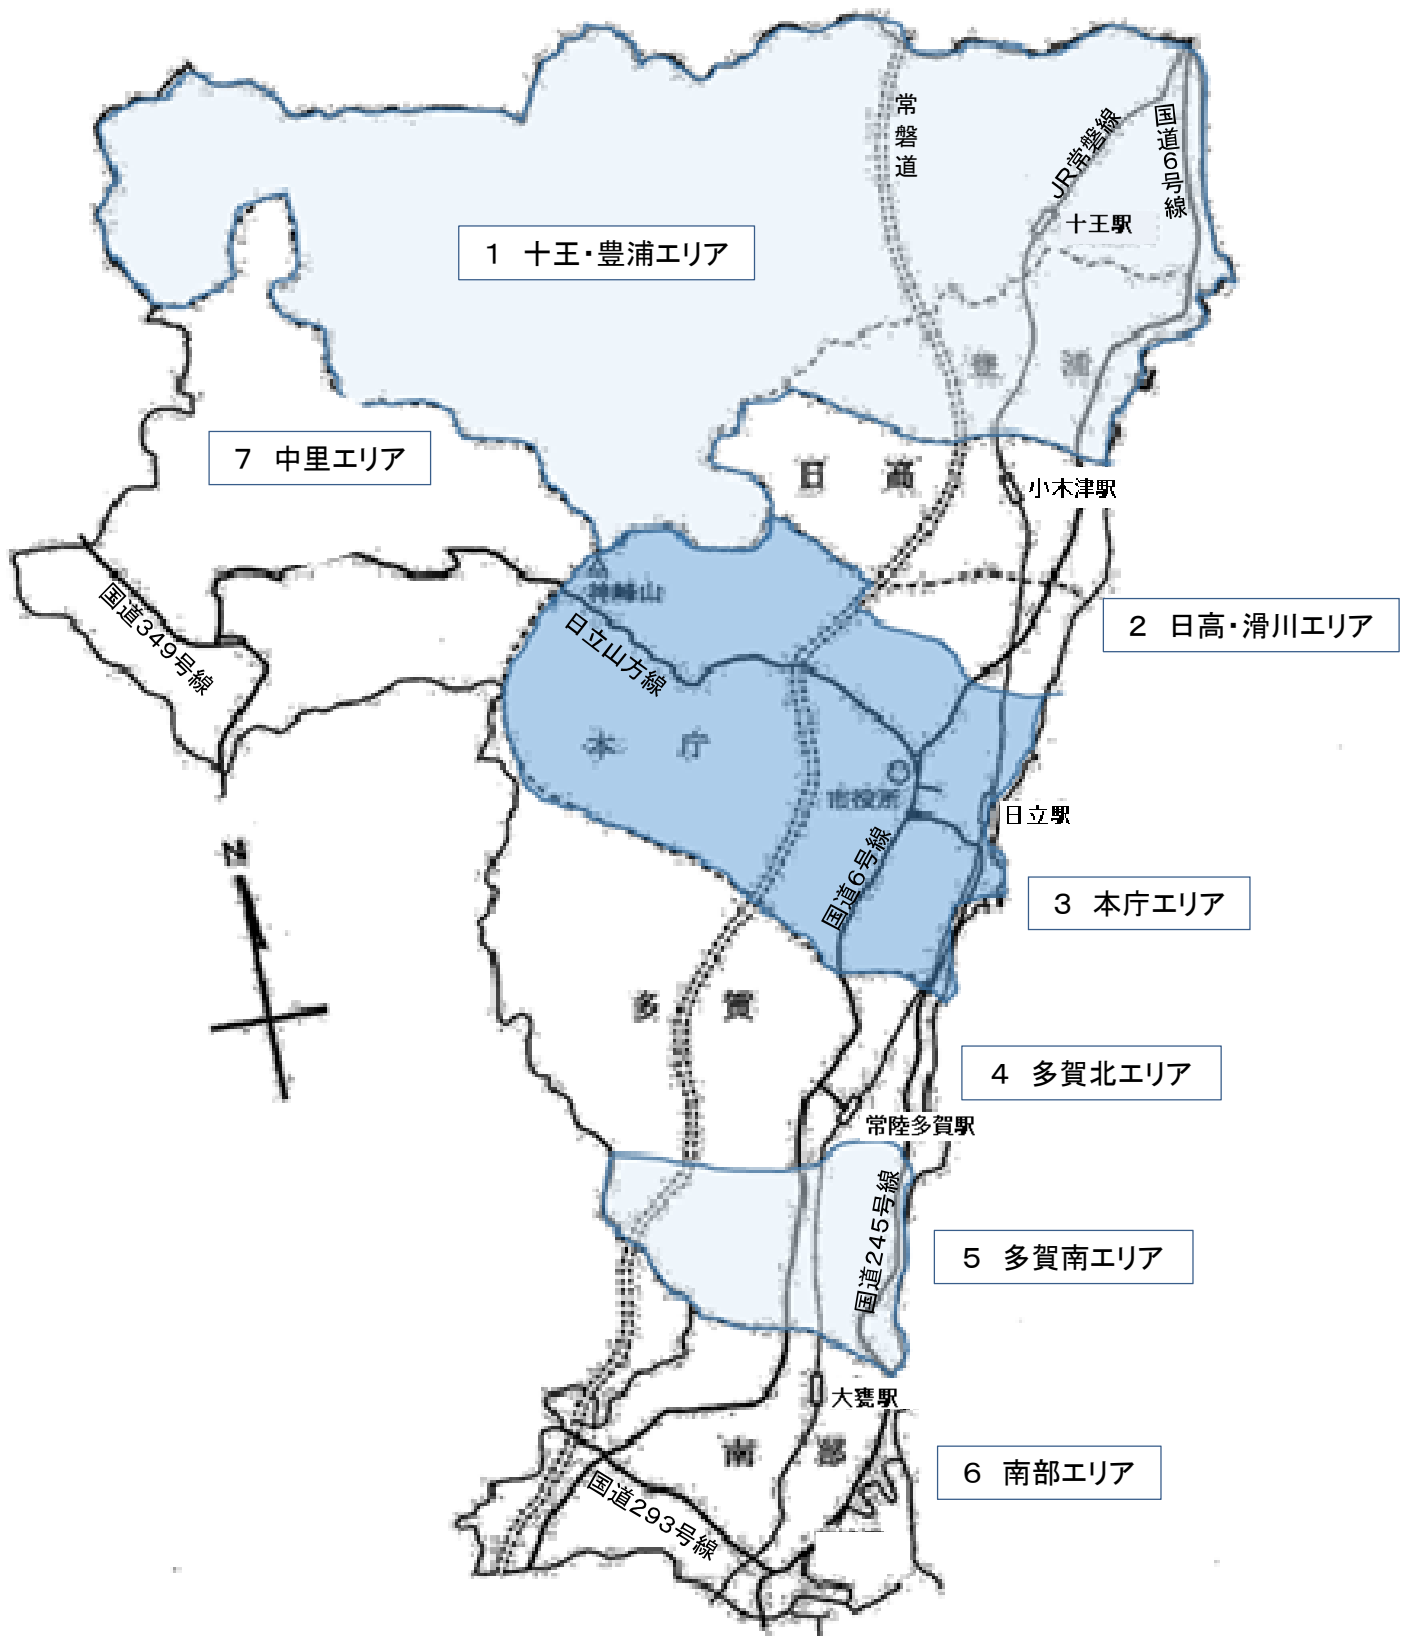 常磐道
JR常磐線
国道6号線
十王駅
1 十王・豊浦エリア
豊浦
7 中里エリア
日高
小木津駅
神峰山
国道349号線
日立山方線
2 日高・滑川エリア
本庁
市役所
日立駅
国道6号線
3 本庁エリア
N
多賀
4 多賀北エリア
常陸多賀駅
国道245号線
5 多賀南エリア
大甕駅
南部
6 南部エリア
国道293号線